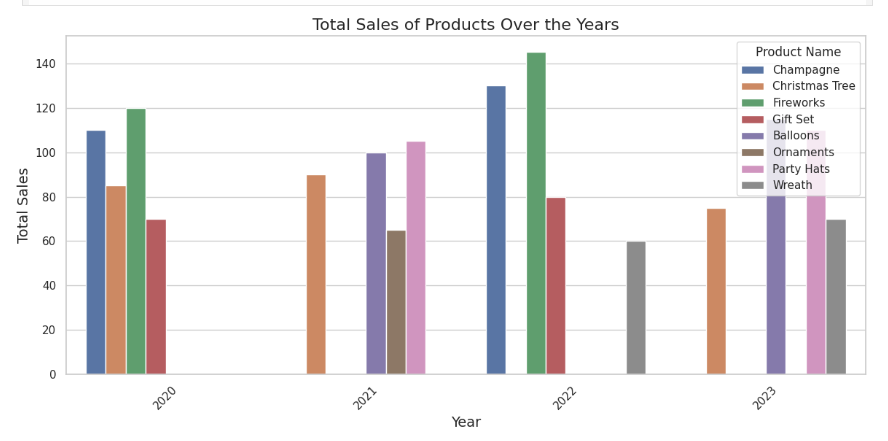 Total Sales of Products Over the Years
Product Name
Champagne
Christmas Tree
Fireworks
Gift Set
Balloons
Ornaments
Party Hats
Wreath
Total Sales
140
120
100
80
60
40
20
0
2020
2021
2022
2023
Year